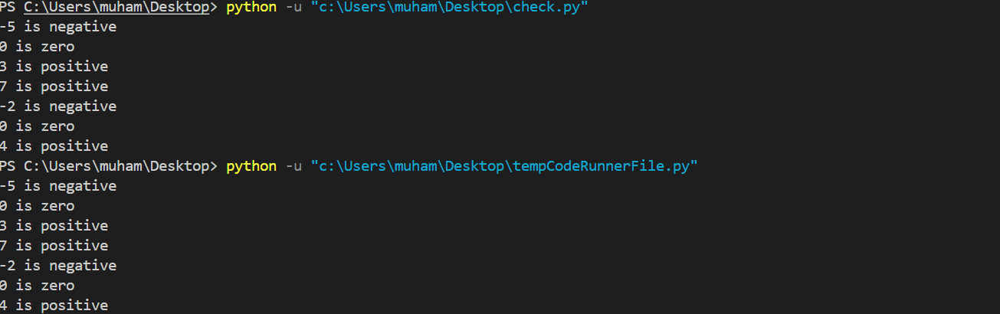 PS C:\Users\muham\Desktop> python -u "c:\Users\muham\Desktop\check.py"
-5 is negative
0 is zero
3 is positive
7 is positive
-2 is negative
0 is zero
4 is positive
PS C:\Users\muham\Desktop> python -u "c:\Users\muham\Desktop\tempCodeRunnerFile.py"
-5 is negative
0 is zero
3 is positive
7 is positive
-2 is negative
0 is zero
4 is positive